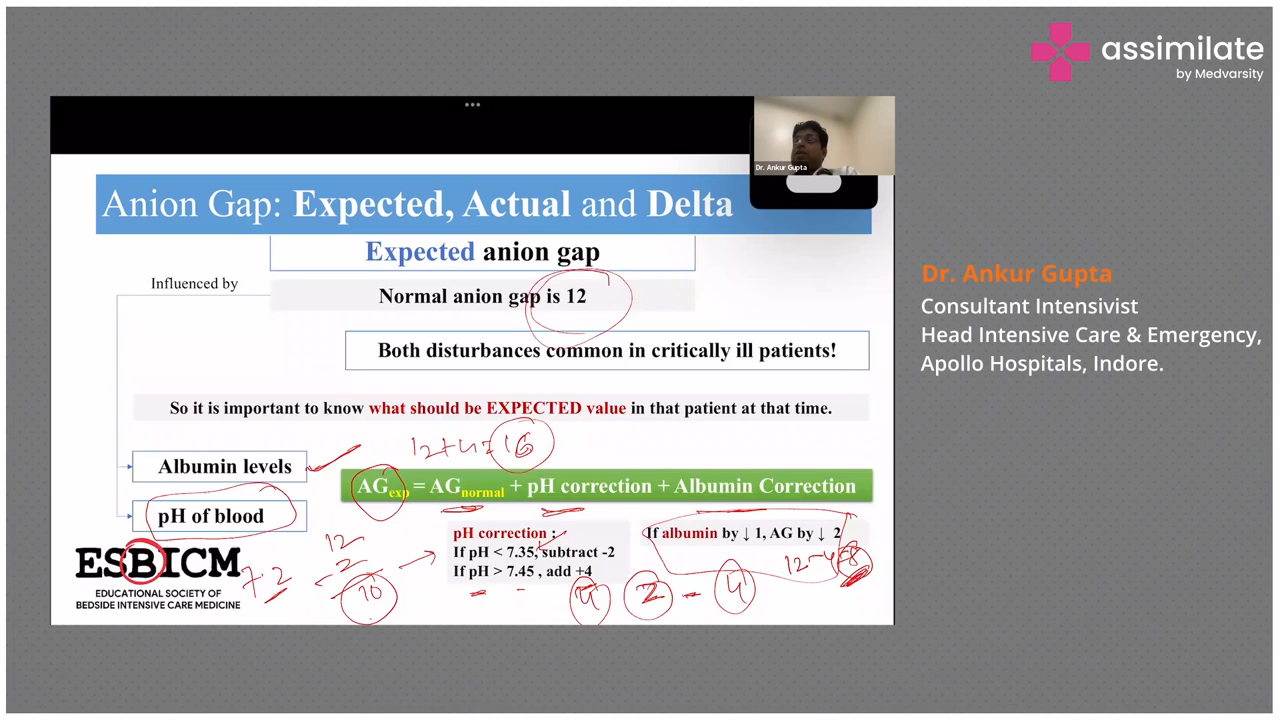 assimilate
by Medvarsity
Dr. Ankur Gupta
Anion Gap: Expected, Actual and Delta
Expected anion gap
Influenced by
Normal anion gap is 12
Both disturbances common in critically ill patients!
So it is important to know what should be EXPECTED value in that patient at that time.
12+4=16
Albumin levels
AGexp = AGnormal + pH correction + Albumin Correction
pH of blood
pH correction :
If pH < 7.35, subtract -2
If pH > 7.45 , add +4
If albumin by ↓ 1, AG by ↓ 2
12-4=8
12
-2
10
7.2
4 2 - 4
ESBICM
EDUCATIONAL SOCIETY OF
BEDSIDE INTENSIVE CARE MEDICINE
Dr. Ankur Gupta
Consultant Intensivist
Head Intensive Care & Emergency,
Apollo Hospitals, Indore.